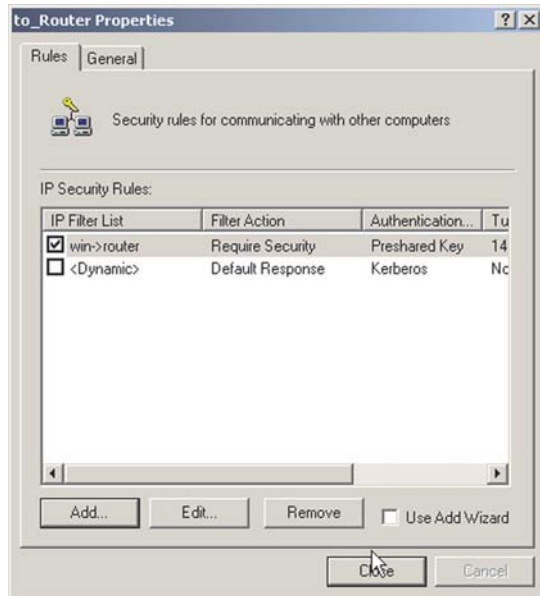 to_Router Properties
Rules General
Security rules for communicating with other computers
IP Security Rules:
IP Filter List Filter Action Authentication... Tu
win->router Require Security Preshared Key 14
<Dynamic> Default Response Kerberos Nc
Add... Edit... Remove Use Add Wizard
Close Cancel